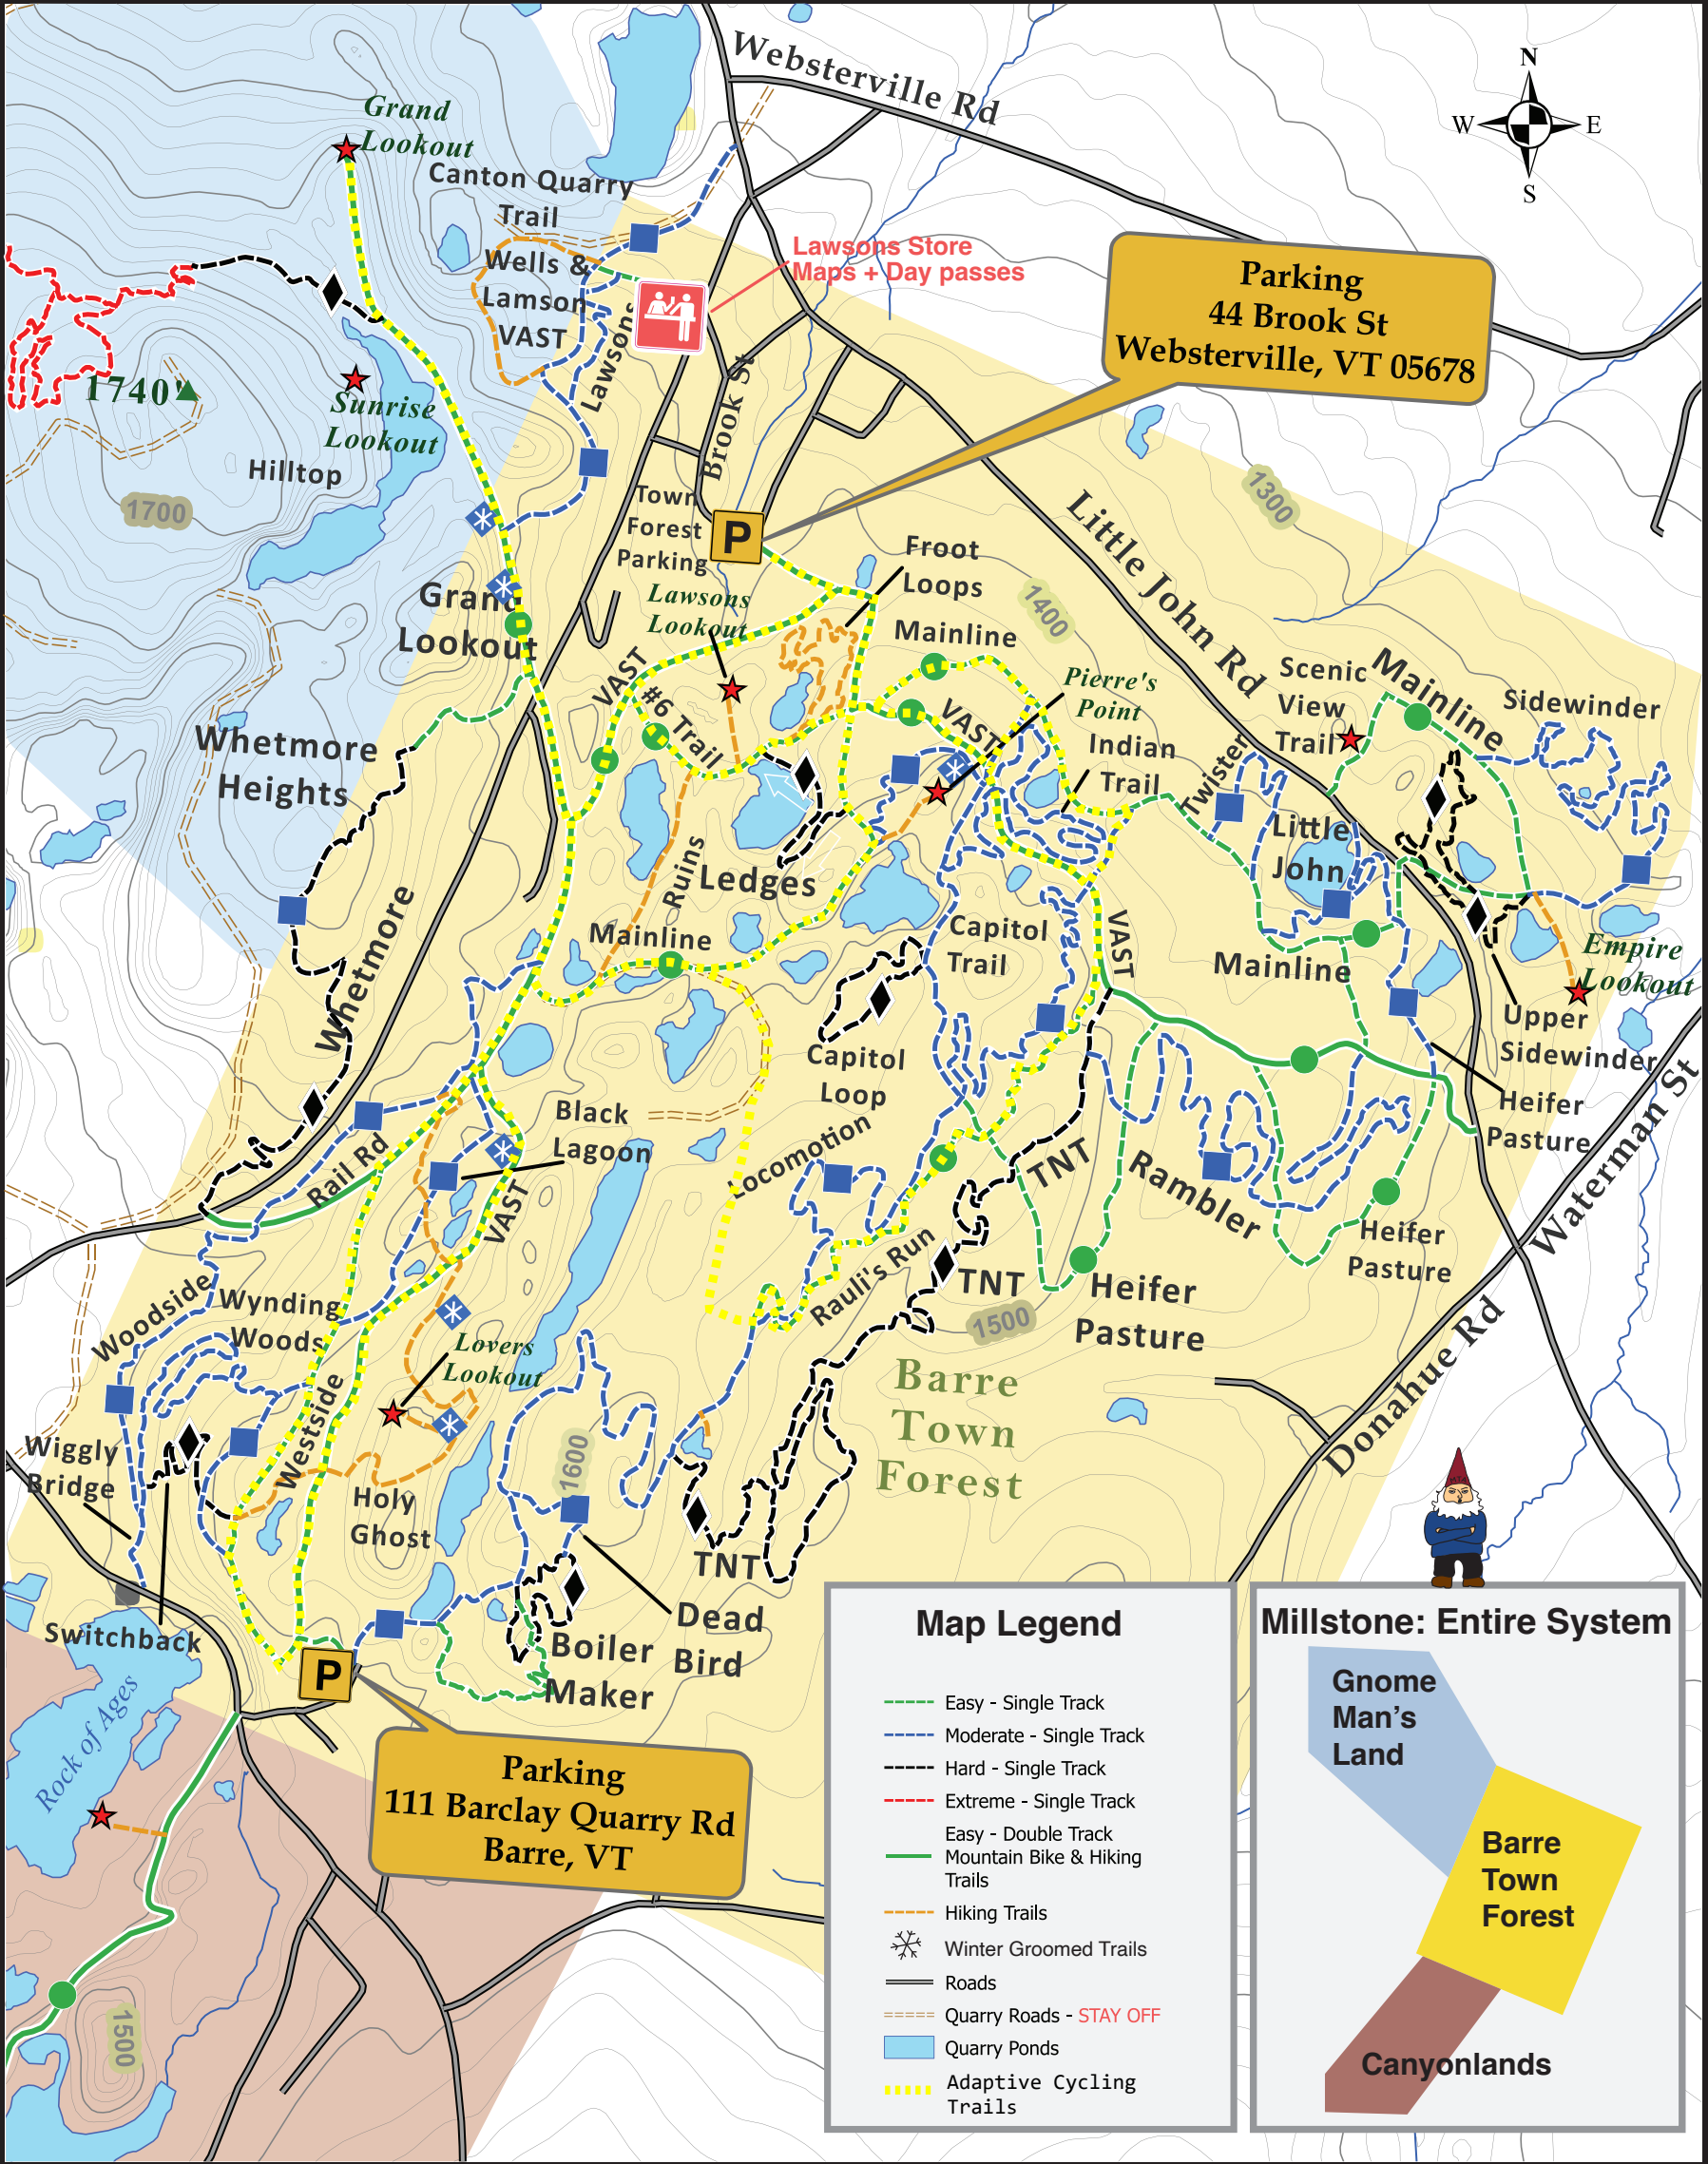 Websterville Rd
N
W
E
S
Grand
Lookout
Canton Quarry
Trail
Wells &
Lamson
VAST
Lawsons
Lawsons Store
Maps + Day passes
Parking
44 Brook St
Websterville, VT 05678
1740'
Sunrise
Lookout
Hilltop
1700
Brook St
Town
Forest
Parking
P
Little John Rd
1300
1400
Grand
Lookout
Lawsons
Lookout
Froot
Loops
Mainline
VAST
#6 Trail
VAST
Pierre's
Point
Indian
Trail
Scenic
View
Trail
Mainline
Sidewinder
Whetmore
Heights
Twister
Little
John
Ruins
Ledges
Whetmore
Mainline
Capitol
Trail
VAST
Mainline
Empire
Lookout
Upper
Sidewinder
Capitol
Loop
Heifer
Pasture
Waterman St
Black
Lagoon
Rail Rd
Locomotion
TNT
Rambler
VAST
Heifer
Pasture
Woodside
Wynding
Woods
Rauli's Run
TNT
Heifer
Pasture
1500
Lovers
Lookout
Barre
Town
Forest
Donahue Rd
Westside
Wiggly
Bridge
1600
Holy
Ghost
TNT
Switchback
Dead
Bird
Boiler
Maker
P
Rock of Ages
Parking
111 Barclay Quarry Rd
Barre, VT
1500
Map Legend
Easy - Single Track
Moderate - Single Track
Hard - Single Track
Extreme - Single Track
Easy - Double Track
Mountain Bike & Hiking
Trails
Hiking Trails
Winter Groomed Trails
Roads
Quarry Roads - STAY OFF
Quarry Ponds
Adaptive Cycling
Trails
Millstone: Entire System
Gnome
Man's
Land
Barre
Town
Forest
Canyonlands